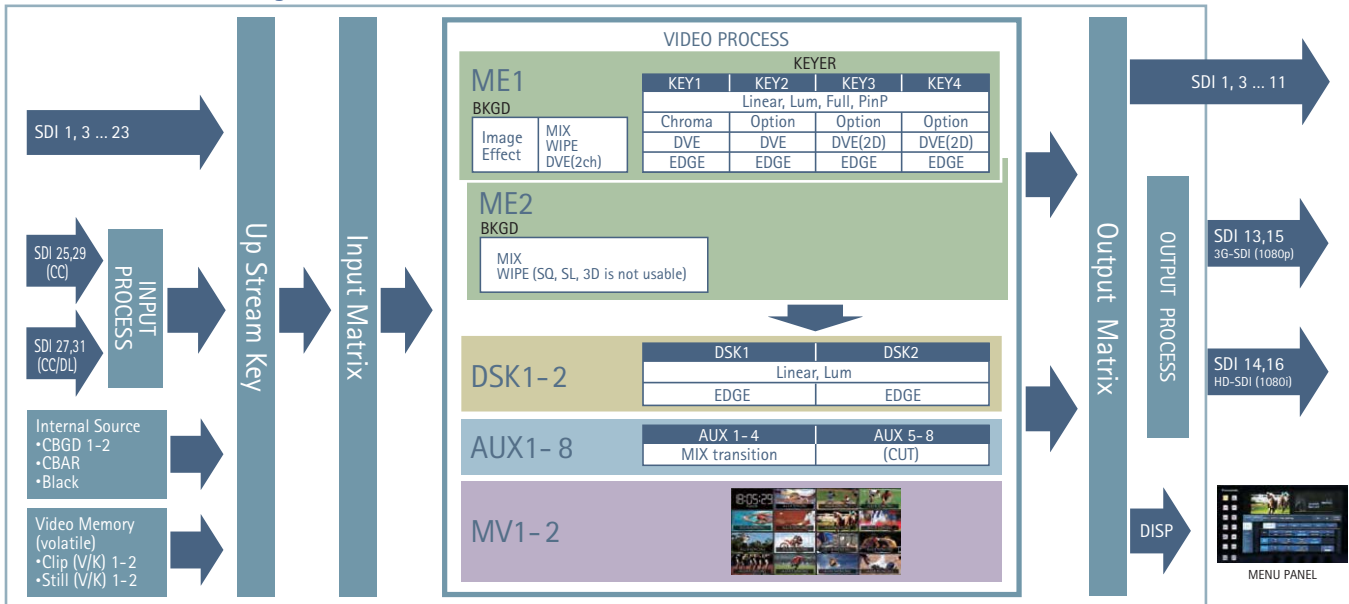 SDI 1, 3 ... 23
SDI 25,29
(CC)
SDI 27,31
(CC/DL)
INPUT
PROCESS
Internal Source
•CBGD 1-2
•CBAR
•Black
Video Memory
(volatile)
•Clip (V/K) 1-2
•Still (V/K) 1-2
Up Stream Key
Input Matrix
VIDEO PROCESS
ME1
BKGD
Image
Effect
MIX
WIPE
DVE(2ch)
KEYER
KEY1 KEY2 KEY3 KEY4
Linear, Lum, Full, PinP
Chroma Option Option Option
DVE DVE DVE(2D) DVE(2D)
EDGE EDGE EDGE EDGE
ME2
BKGD
MIX
WIPE (SQ, SL, 3D is not usable)
DSK1-2
DSK1 DSK2
Linear, Lum
EDGE EDGE
AUX1-8
AUX 1-4 AUX 5-8
MIX transition (CUT)
MV1-2
18:05:29
Output Matrix
OUTPUT PROCESS
SDI 1, 3 ... 11
SDI 13,15
3G-SDI (1080p)
SDI 14,16
HD-SDI (1080i)
DISP
MENU PANEL